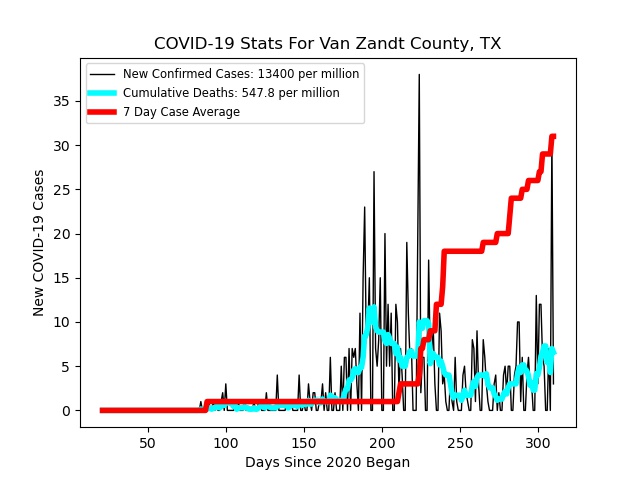 COVID-19 Stats For Van Zandt County, TX
New Confirmed Cases: 13400 per million
Cumulative Deaths: 547.8 per million
7 Day Case Average
New COVID-19 Cases
35
30
25
20
15
10
5
0
50 100 150 200 250 300
Days Since 2020 Began